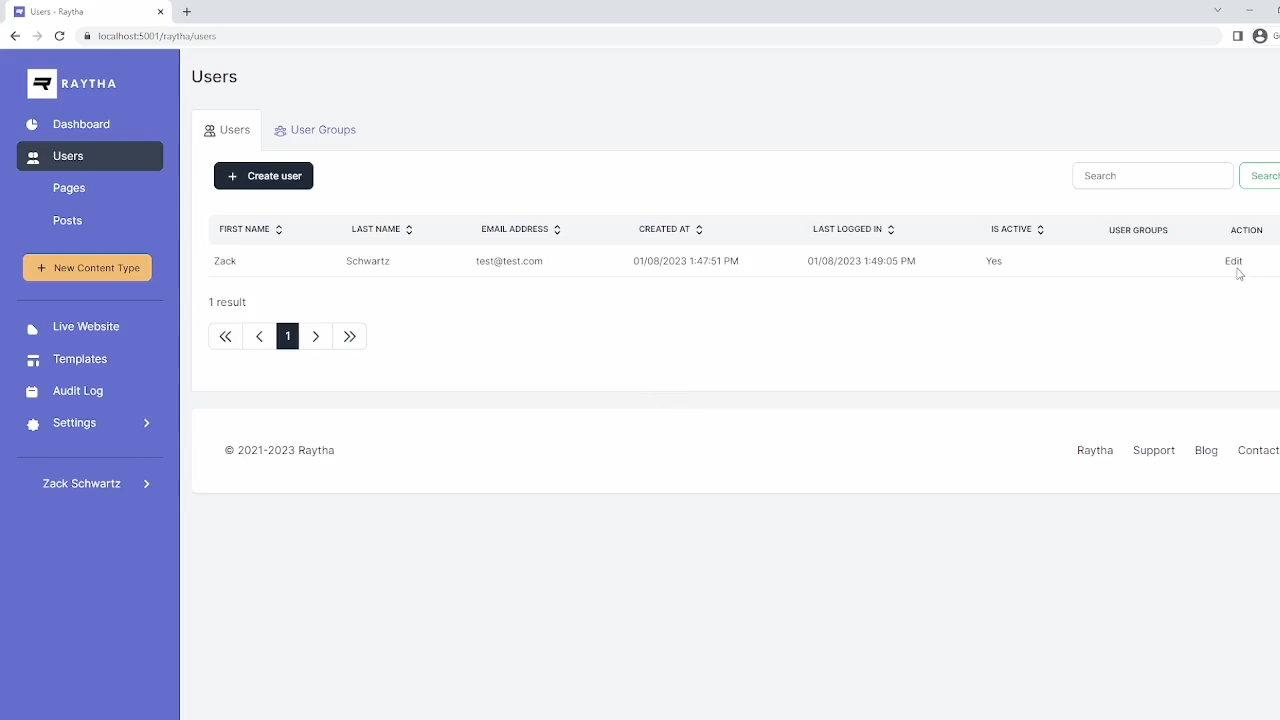 Users - Raytha
localhost:5001/raytha/users
RAYTHA
Dashboard
Users
Pages
Posts
+ New Content Type
Live Website
Templates
Audit Log
Settings
Zack Schwartz
Users
Users User Groups
+ Create user
Search Search
FIRST NAME LAST NAME EMAIL ADDRESS CREATED AT LAST LOGGED IN IS ACTIVE USER GROUPS ACTION
Zack Schwartz test@test.com 01/08/2023 1:47:51 PM 01/08/2023 1:49:05 PM Yes Edit
1 result
1
© 2021-2023 Raytha
Raytha Support Blog Contact